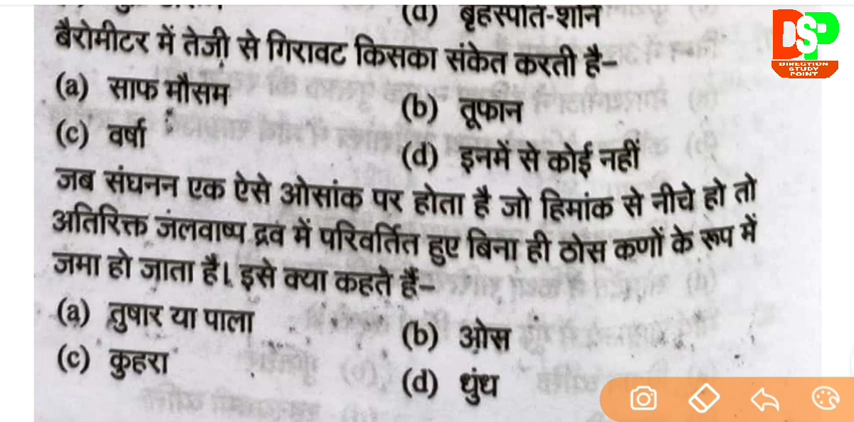 (d) बृहस्पति-शनि
DSP
DIRECTION
STUDY
POINT
बैरोमीटर में तेजी से गिरावट किसका संकेत करती है–
(a) साफ मौसम
(b) तूफान
(c) वर्षा
(d) इनमें से कोई नहीं
जब संघनन एक ऐसे ओसांक पर होता है जो हिमांक से नीचे हो तो
अतिरिक्त जलवाष्प द्रव में परिवर्तित हुए बिना ही ठोस कणों के रूप में
जमा हो जाता है। इसे क्या कहते हैं–
(a) तुषार या पाला
(b) ओस
(c) कुहरा
(d) धुंध